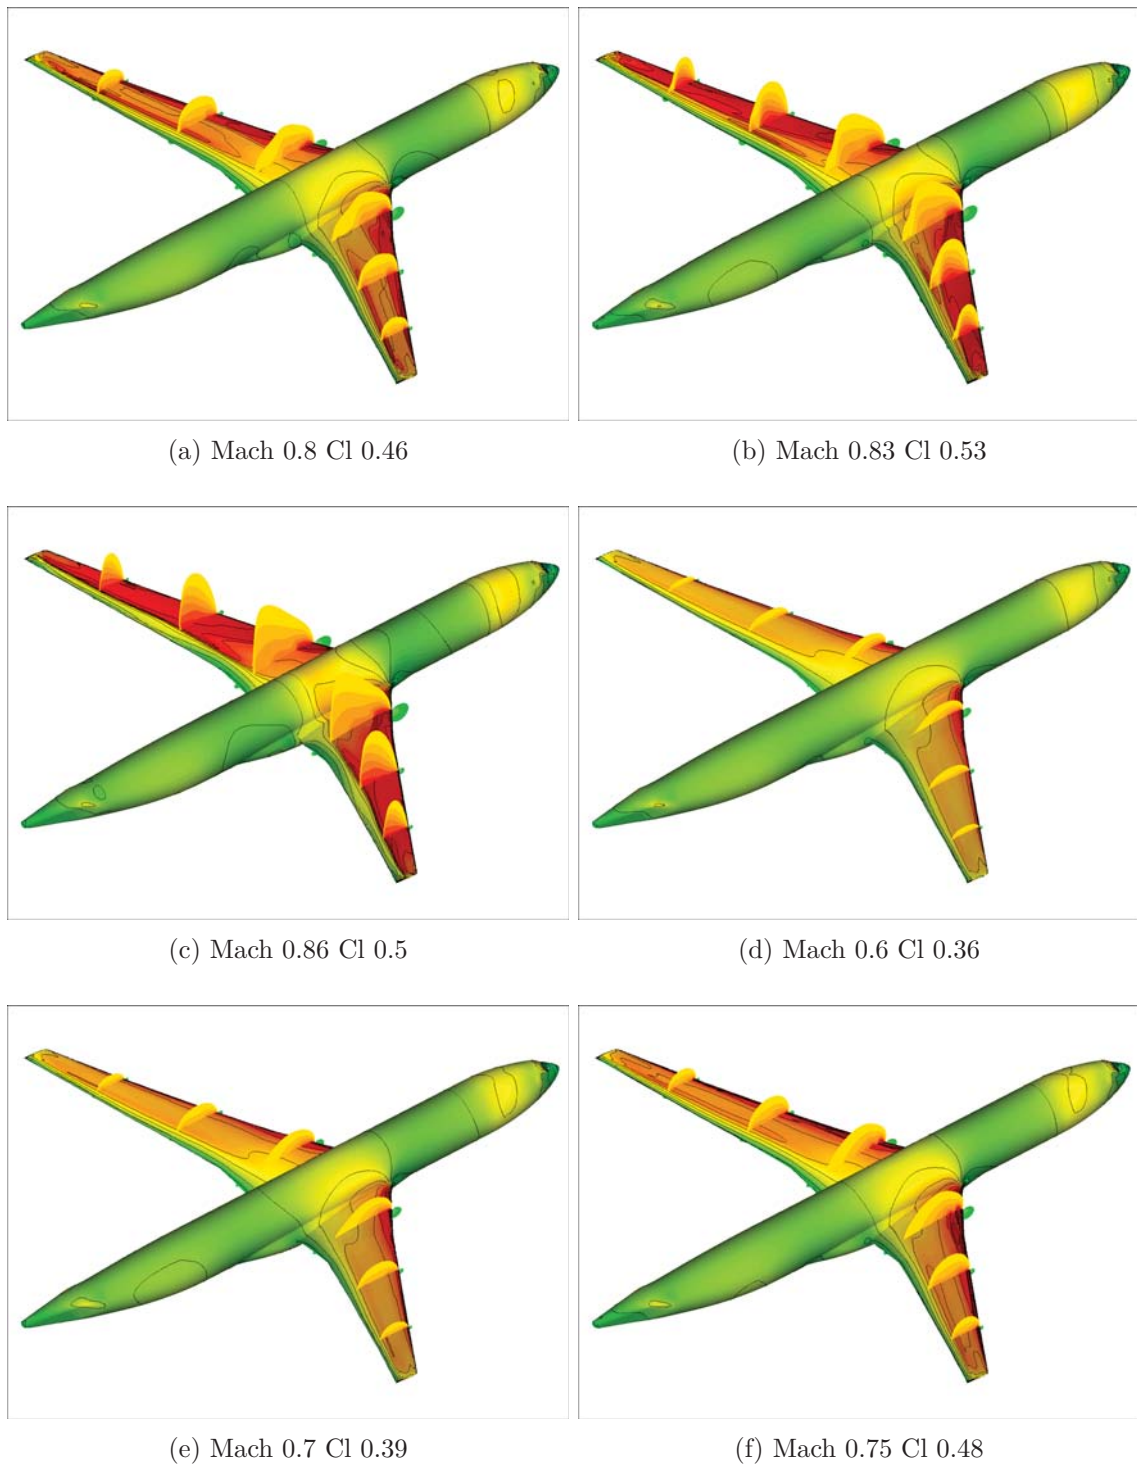 (a) Mach 0.8 Cl 0.46
(b) Mach 0.83 Cl 0.53
(c) Mach 0.86 Cl 0.5
(d) Mach 0.6 Cl 0.36
(e) Mach 0.7 Cl 0.39
(f) Mach 0.75 Cl 0.48